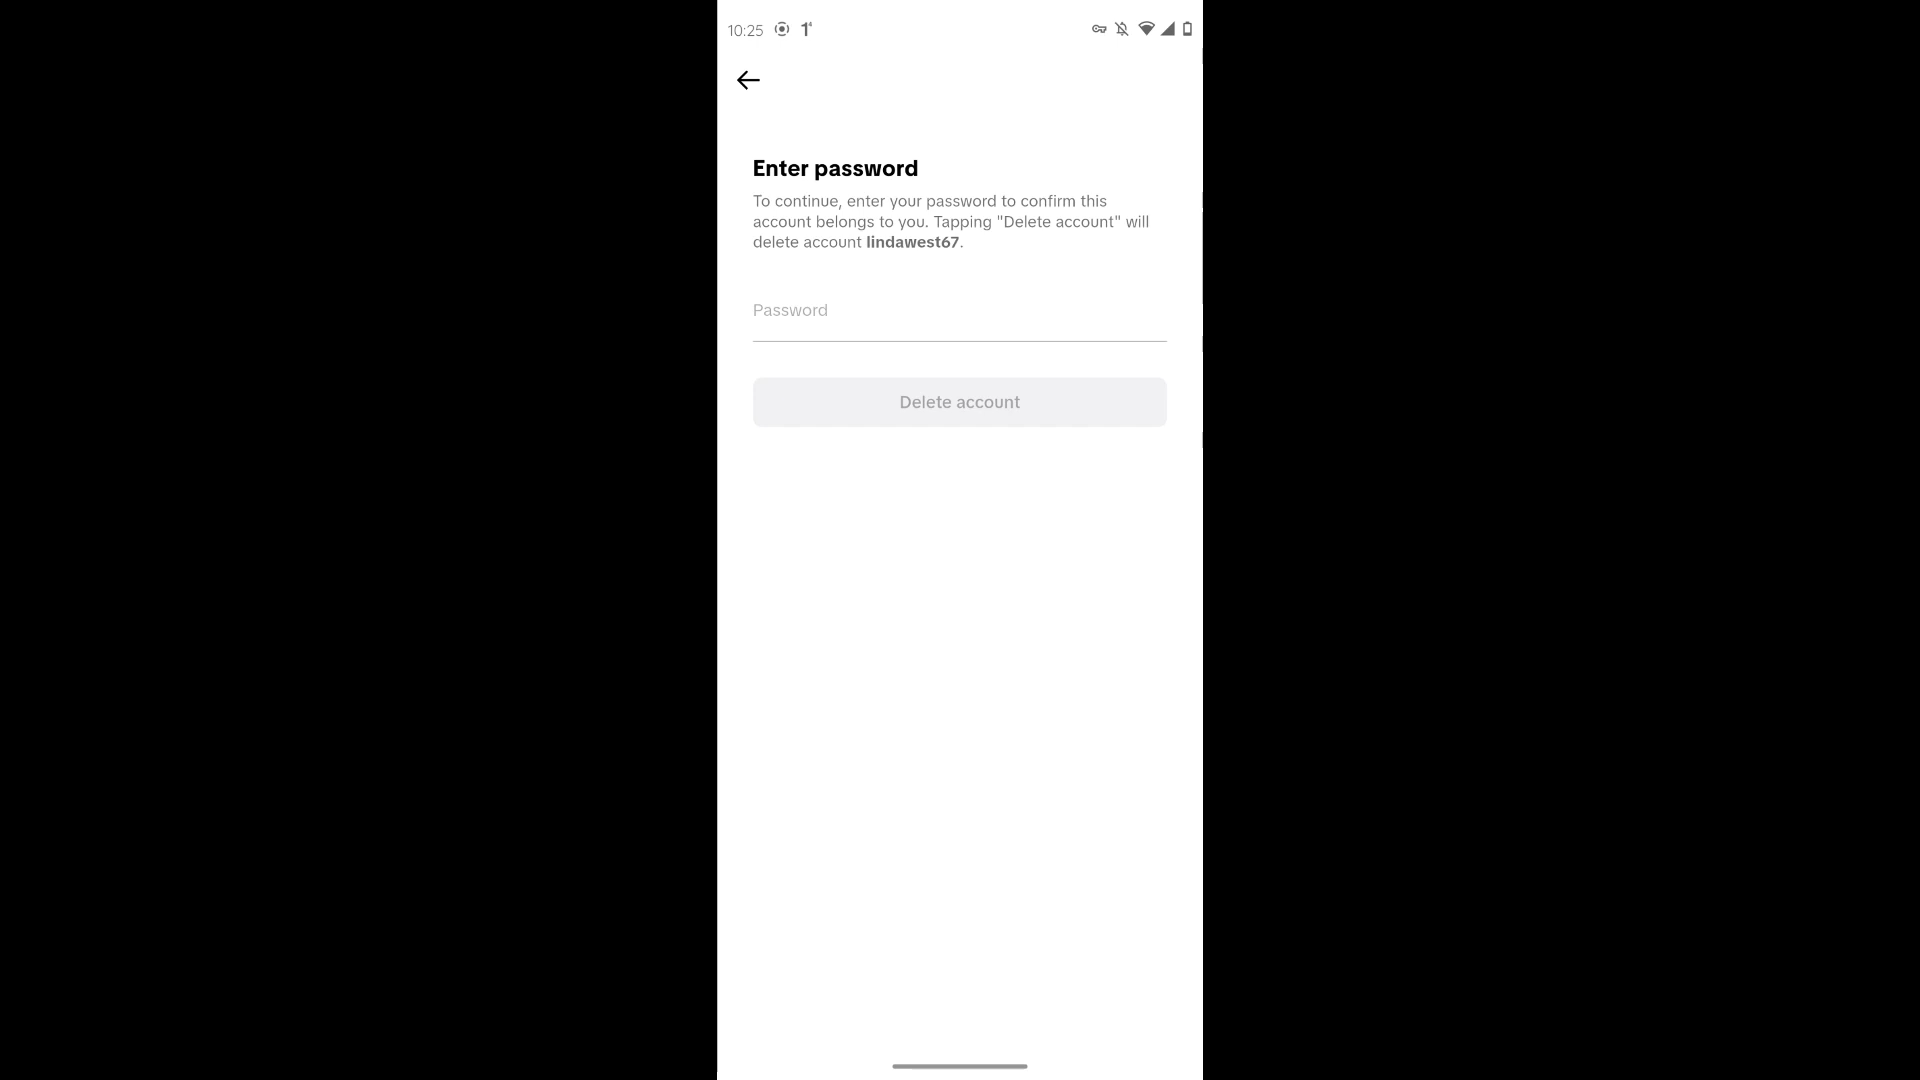 10:25
Enter password
To continue, enter your password to confirm this
account belongs to you. Tapping "Delete account" will
delete account lindawest67.
Password
Delete account